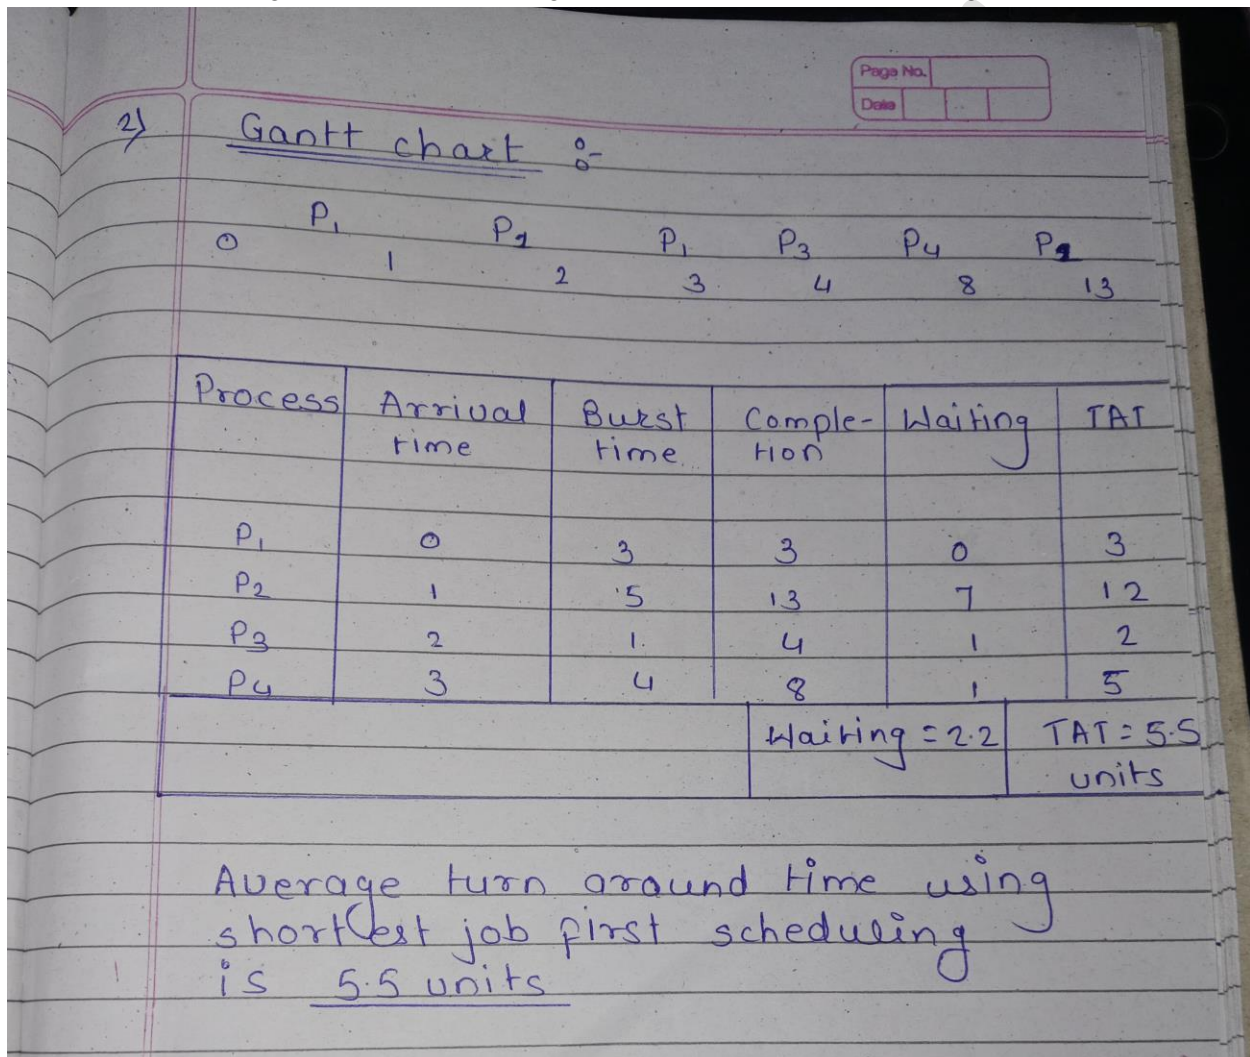 Page No.
Date
2) Gantt chart :-
P1 P1 P3 P4
0 1 2 3 4 8 13
Process Arrival time Burst time Comple-tion Waiting TAT
P1 0 3 3 0 3
P2 1 5 13 7 12
P3 2 1 4 1 2
P4 3 4 8 1 5
Waiting = 2.2 TAT = 5.5
units
Average turn around time using
shortest job first scheduling
is 5.5 units